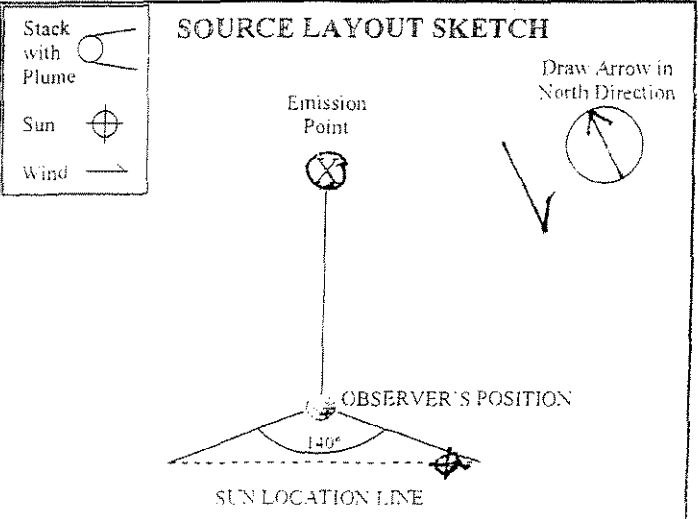 SOURCE LAYOUT SKETCH
Stack
with
Plume
Sun
Wind
Emission
Point
X
Draw Arrow in
North Direction
OBSERVER'S POSITION
140°
SUN LOCATION LINE